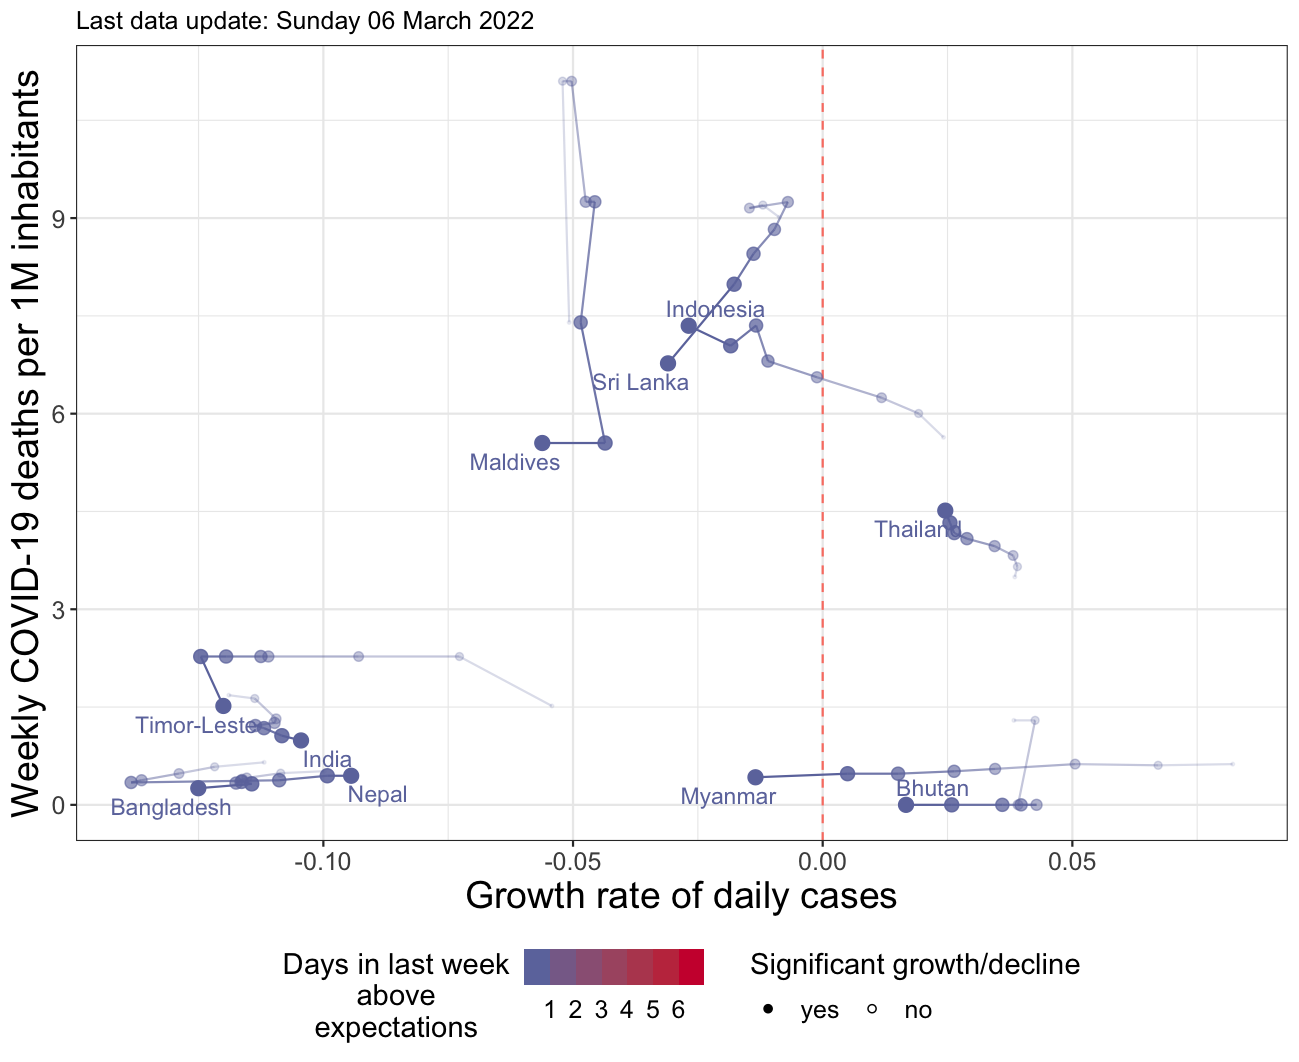 Last data update: Sunday 06 March 2022
Weekly COVID-19 deaths per 1M inhabitants
9
6
3
0
Indonesia
Sri Lanka
Maldives
Thailand
Timor-Leste
India
Nepal
Bangladesh
Myanmar
Bhutan
-0.10 -0.05 0.00 0.05
Growth rate of daily cases
Days in last week
above
expectations
1 2 3 4 5 6
Significant growth/decline
yes no